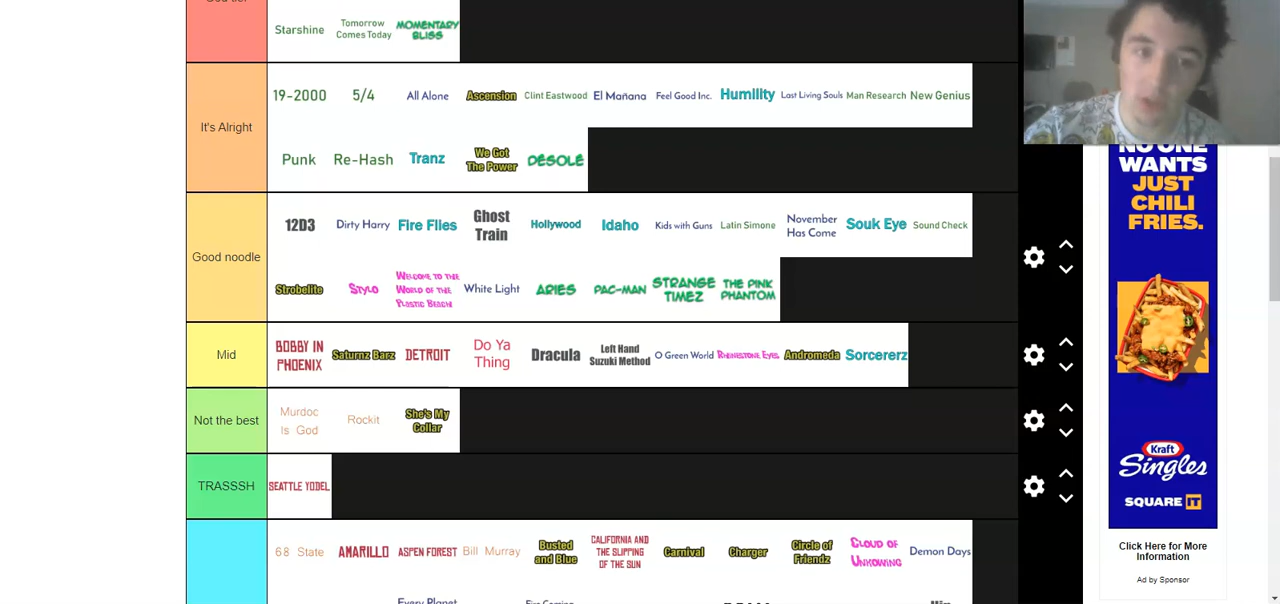 Starshine
Tomorrow
Comes Today
MOMENTARY
BLISS
It's Alright
19-2000
5/4
All Alone
Ascension
Clint Eastwood
El Mañana
Feel Good Inc.
Humility
Last Living Souls
Man Research
New Genius
Punk
Re-Hash
Tranz
We Got
The Power
DÉSOLÉ
Good noodle
12D3
Dirty Harry
Fire Flies
Ghost
Train
Hollywood
Idaho
Kids with Guns
Latin Simone
November
Has Come
Souk Eye
Sound Check
Strobelite
Stylo
Welcome to the
World of the
Plastic Beach
White Light
ARIES
PAC-MAN
STRANGE
TIMEZ
THE PINK
PHANTOM
Mid
BOBBY IN
PHOENIX
Saturnz Barz
DETROIT
Do Ya
Thing
Dracula
Left Hand
Suzuki Method
O Green World
Rhinestone Eyes
Andromeda
Sorcererz
Not the best
Murdoc
Is God
Rockit
She's My
Collar
TRASSSH
SEATTLE YODEL
68 State
AMARILLO
ASPEN FOREST
Bill Murray
Busted
and Blue
CALIFORNIA AND
THE SLIPPING
OF THE SUN
Carnival
Charger
Circle of
Friendz
Cloud of
Unkowing
Demon Days
Every Planet
NO ONE
WANTS
JUST
CHILI
FRIES.
Kraft
Singles
SQUARE IT
Click Here for More
Information
Ad by Sponsor